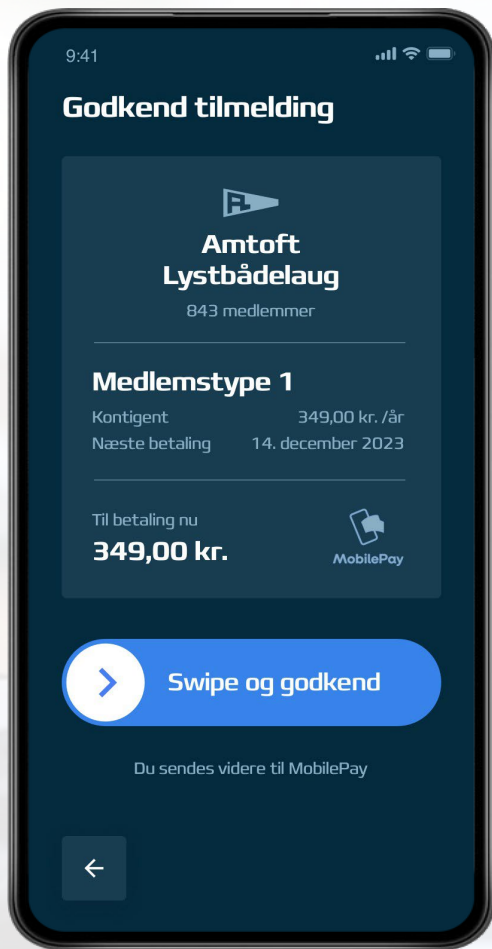 9:41
Godkend tilmelding
Amtoft
Lystbådelaug
843 medlemmer
Medlemstype 1
Kontigent 349,00 kr. /år
Næste betaling 14. december 2023
Til betaling nu
349,00 kr.
MobilePay
Swipe og godkend
Du sendes videre til MobilePay